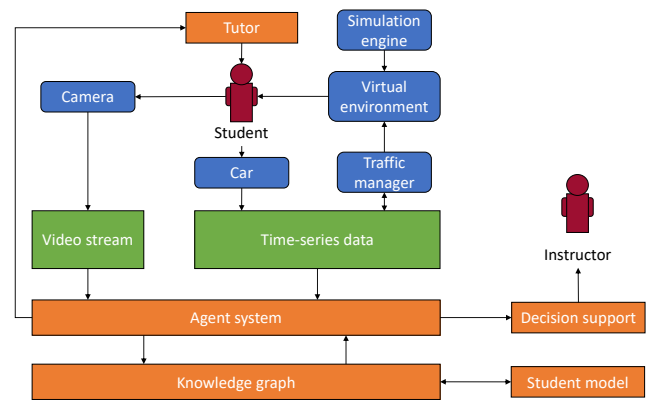 Tutor
Simulation
engine
Camera
Virtual
environment
Student
Car
Traffic
manager
Video stream
Time-series data
Instructor
Agent system
Decision support
Knowledge graph
Student model